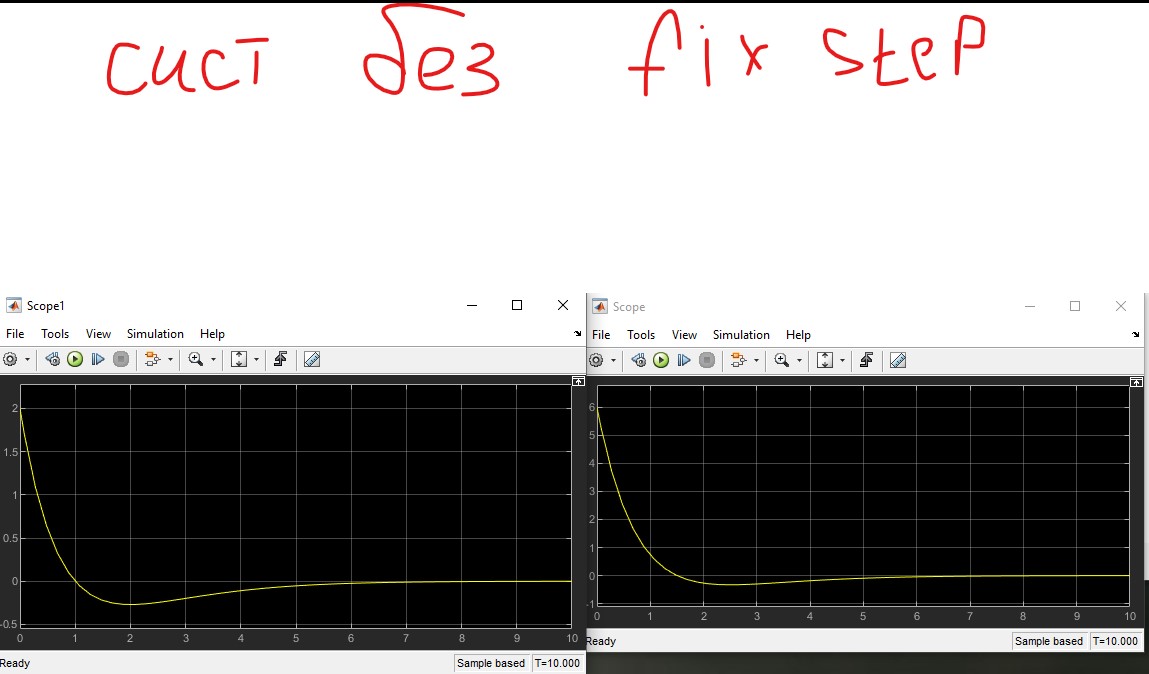 сист без fix step
Scope1
File Tools View Simulation Help
2
1.5
1
0.5
0
-0.5
0 1 2 3 4 5 6 7 8 9 10
Ready Sample based T=10.000
Scope
File Tools View Simulation Help
6
5
4
3
2
1
0
-1
0 1 2 3 4 5 6 7 8 9 10
Ready Sample based T=10.000